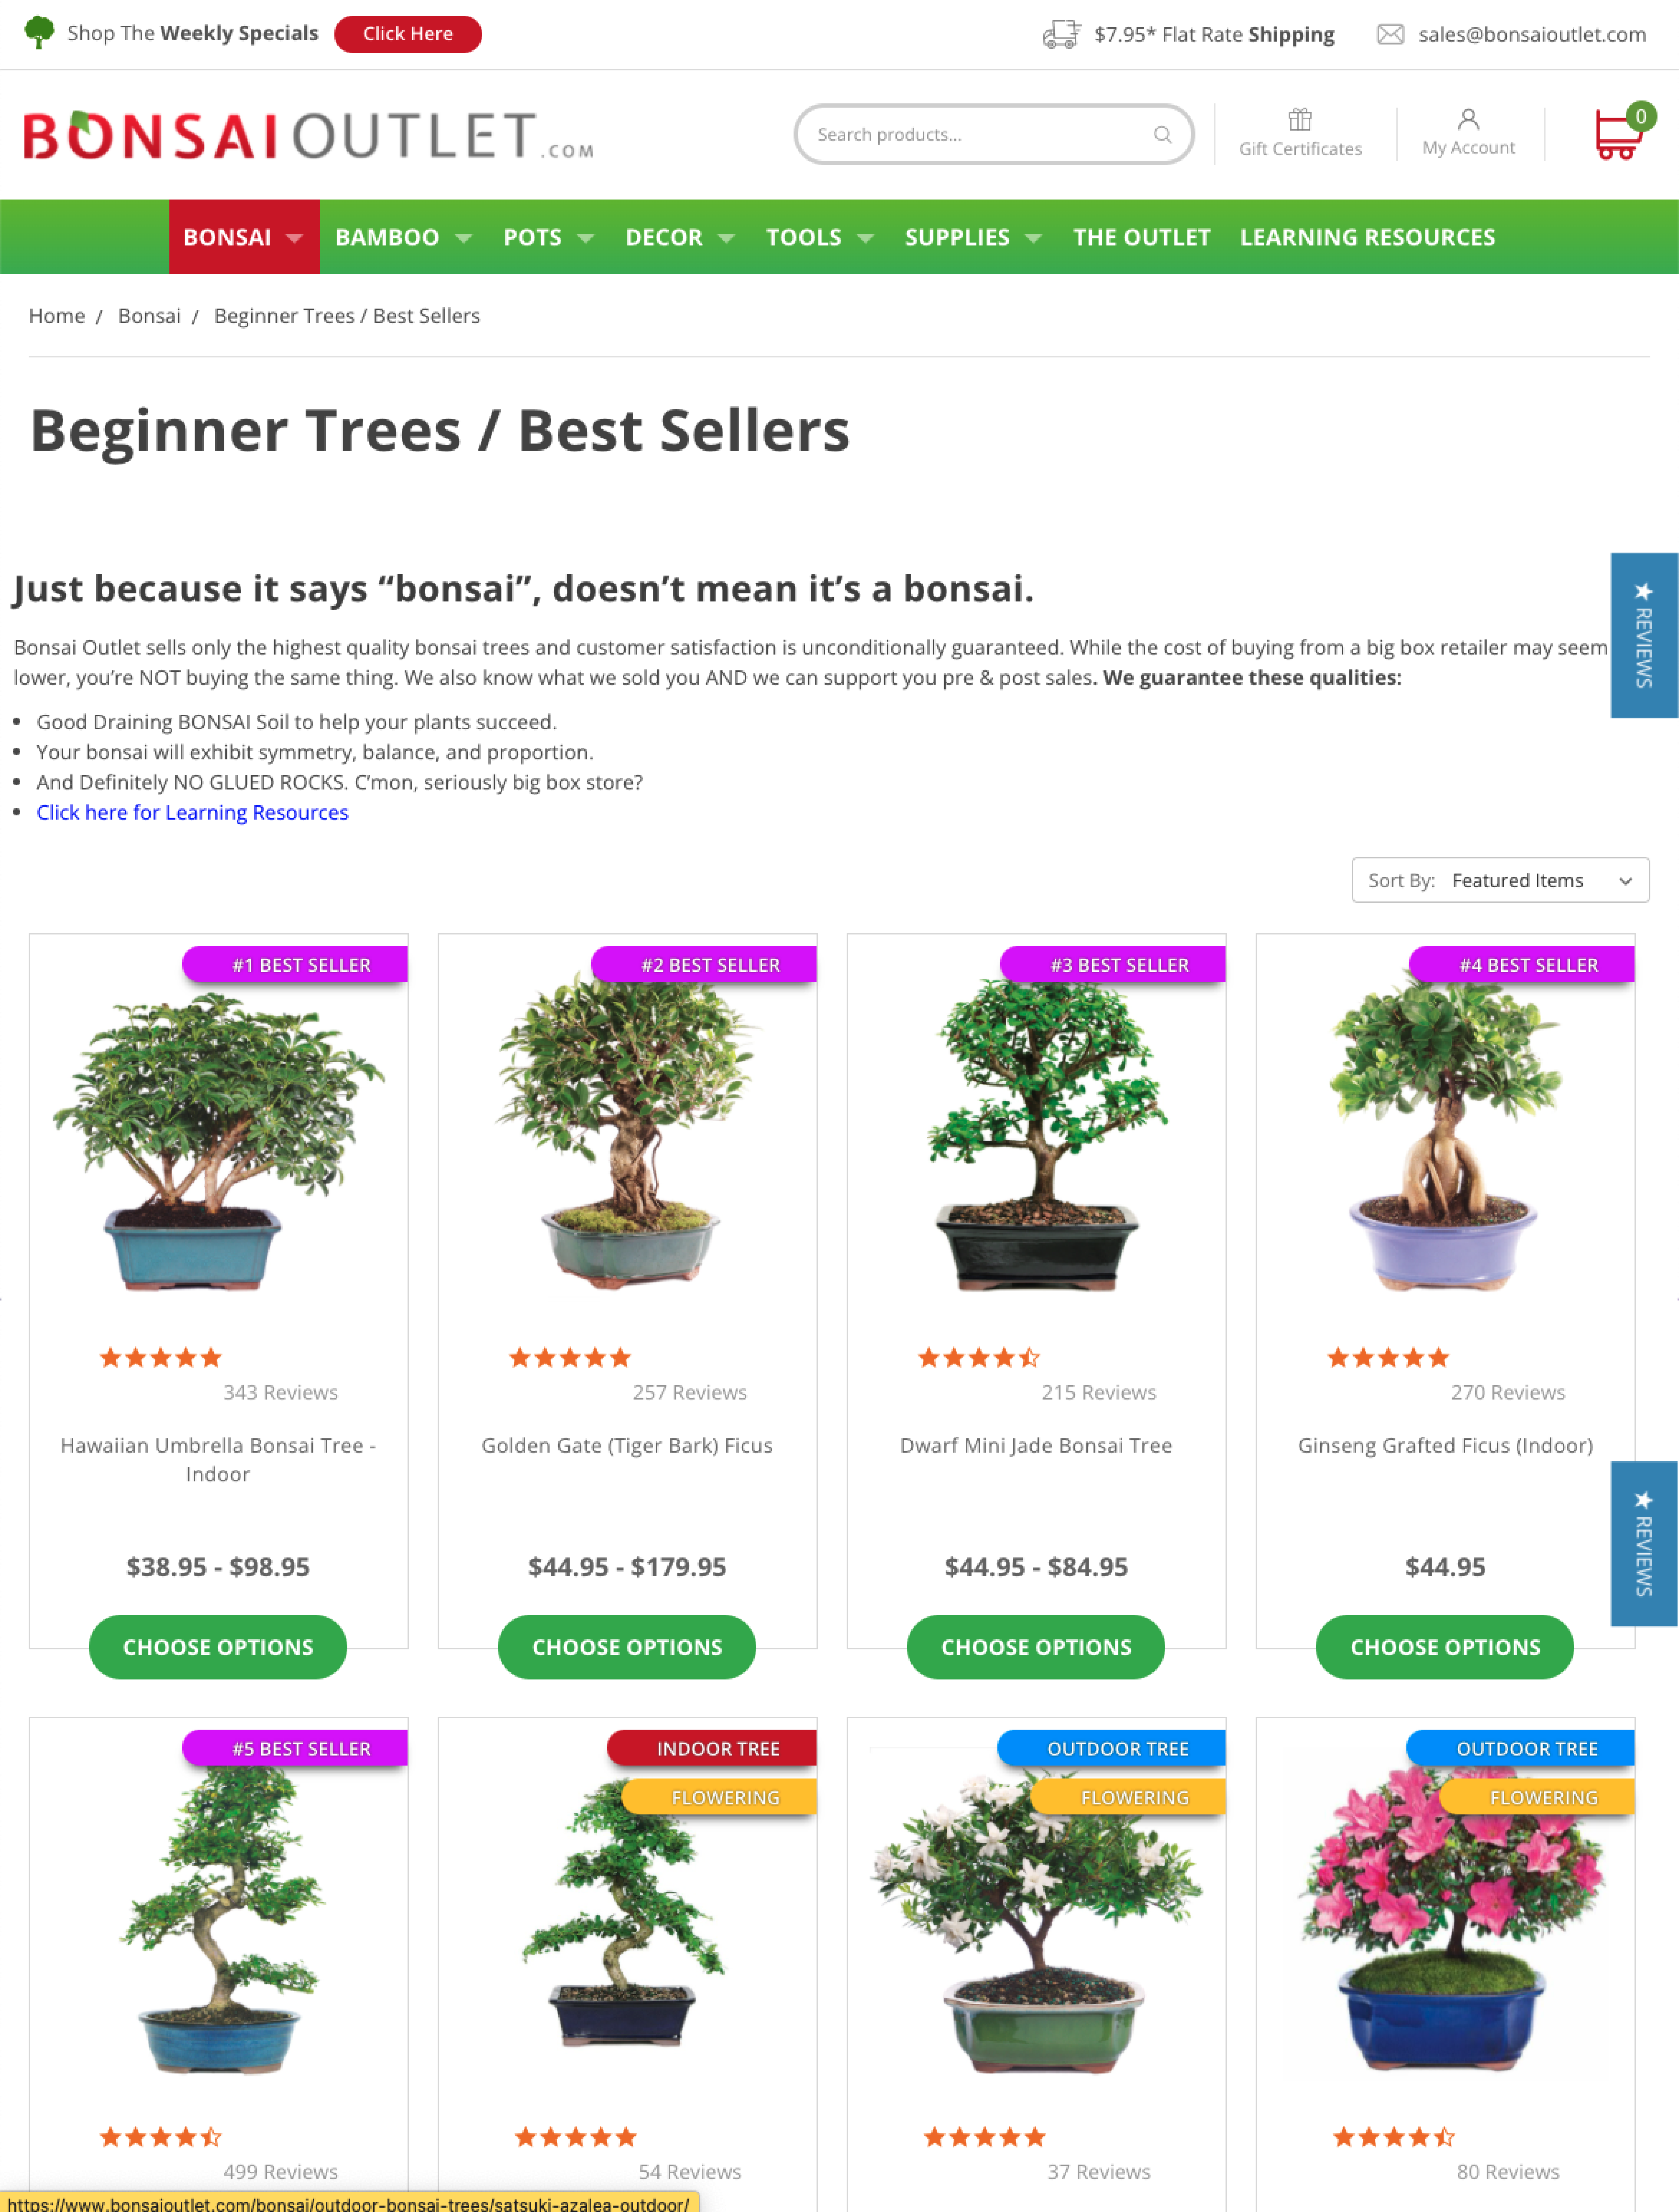 Shop The Weekly Specials Click Here $7.95* Flat Rate Shipping sales@bonsaioutlet.com
BONSAI OUTLET.COM Search products... Gift Certificates My Account 0
BONSAI BAMBOO POTS DECOR TOOLS SUPPLIES THE OUTLET LEARNING RESOURCES
Home / Bonsai / Beginner Trees / Best Sellers
Beginner Trees / Best Sellers
Just because it says “bonsai”, doesn’t mean it’s a bonsai.
Bonsai Outlet sells only the highest quality bonsai trees and customer satisfaction is unconditionally guaranteed. While the cost of buying from a big box retailer may seem
lower, you’re NOT buying the same thing. We also know what we sold you AND we can support you pre & post sales. We guarantee these qualities:
★ REVIEWS
• Good Draining BONSAI Soil to help your plants succeed.
• Your bonsai will exhibit symmetry, balance, and proportion.
• And Definitely NO GLUED ROCKS. C’mon, seriously big box store?
• Click here for Learning Resources
Sort By: Featured Items
#1 BEST SELLER #2 BEST SELLER #3 BEST SELLER #4 BEST SELLER
343 Reviews 257 Reviews 215 Reviews 270 Reviews
Hawaiian Umbrella Bonsai Tree - Golden Gate (Tiger Bark) Ficus Dwarf Mini Jade Bonsai Tree Ginseng Grafted Ficus (Indoor)
Indoor
★ REVIEWS
$38.95 - $98.95 $44.95 - $179.95 $44.95 - $84.95 $44.95
CHOOSE OPTIONS CHOOSE OPTIONS CHOOSE OPTIONS CHOOSE OPTIONS
#5 BEST SELLER INDOOR TREE OUTDOOR TREE OUTDOOR TREE
FLOWERING FLOWERING FLOWERING
499 Reviews 54 Reviews 37 Reviews 80 Reviews
https://www.bonsaioutlet.com/bonsai/outdoor-bonsai-trees/satsuki-azalea-outdoor/